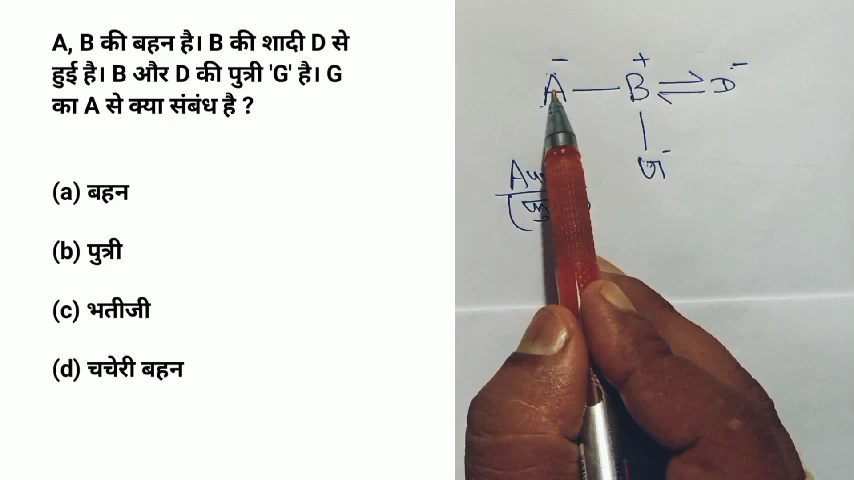 A, B की बहन है। B की शादी D से
हुई है। B और D की पुत्री 'G' है। G
का A से क्या संबंध है ?
(a) बहन
(b) पुत्री
(c) भतीजी
(d) चचेरी बहन
- + -
A — B ⇌ D
G -